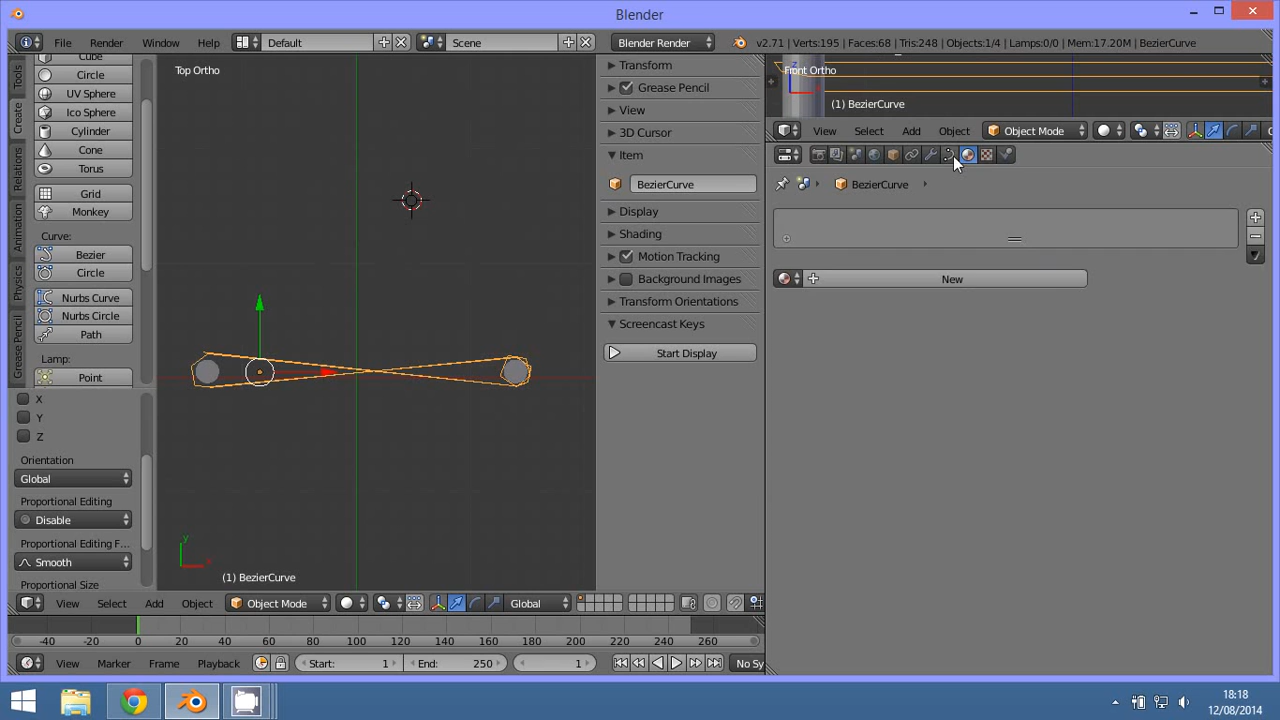 Blender
File Render Window Help Default Scene Blender Render v2.71 | Verts:195 | Faces:68 | Tris:248 | Objects:1/4 | Lamps:0/0 | Mem:17.20M | BezierCurve
Tools
Create
Relations
Animation
Physics
Grease Pencil
Cube
Circle
UV Sphere
Ico Sphere
Cylinder
Cone
Torus
Grid
Monkey
Curve:
Bezier
Circle
Nurbs Curve
Nurbs Circle
Path
Lamp:
Point
X
Y
Z
Orientation
Global
Proportional Editing
Disable
Proportional Editing F...
Smooth
Proportional Size
Top Ortho
y
x
(1) BezierCurve
Transform
Grease Pencil
View
3D Cursor
Item
BezierCurve
Display
Shading
Motion Tracking
Background Images
Transform Orientations
Screencast Keys
Start Display
Front Ortho
z
(1) BezierCurve
View Select Add Object Object Mode
BezierCurve
New
View Select Add Object Object Mode Global
-40 -20 0 20 40 60 80 100 120 140 160 180 200 220 240 260
View Marker Frame Playback Start: 1 End: 250 1 No Sy
18:18
12/08/2014